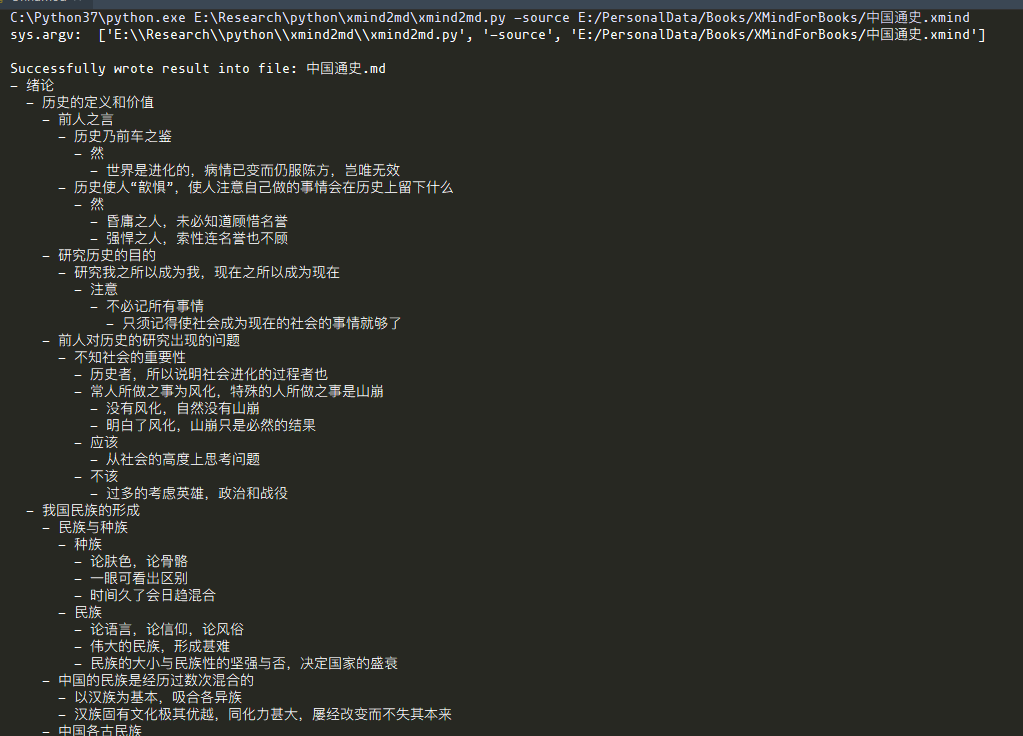 C:\Python37\python.exe E:\Research\python\xmind2md\xmind2md.py -source E:/PersonalData/Books/XMindForBooks/中国通史.xmind
sys.argv:  ['E:\\Research\\python\\xmind2md\\xmind2md.py', '-source', 'E:/PersonalData/Books/XMindForBooks/中国通史.xmind']

Successfully wrote result into file: 中国通史.md
- 绪论
  - 历史的定义和价值
    - 前人之言
      - 历史乃前车之鉴
        - 然
          - 世界是进化的，病情已变而仍服陈方，岂唯无效
      - 历史使人“歆惧”，使人注意自己做的事情会在历史上留下什么
        - 然
          - 昏庸之人，未必知道顾惜名誉
          - 强悍之人，索性连名誉也不顾
    - 研究历史的目的
      - 研究我之所以成为我，现在之所以成为现在
        - 注意
          - 不必记所有事情
            - 只须记得使社会成为现在的社会的事情就够了
    - 前人对历史的研究出现的问题
      - 不知社会的重要性
        - 历史者，所以说明社会进化的过程者也
        - 常人所做之事为风化，特殊的人所做之事是山崩
          - 没有风化，自然没有山崩
          - 明白了风化，山崩只是必然的结果
        - 应该
          - 从社会的高度上思考问题
        - 不该
          - 过多的考虑英雄，政治和战役
  - 我国民族的形成
    - 民族与种族
      - 种族
        - 论肤色，论骨骼
        - 一眼可看出区别
        - 时间久了会日趋混合
      - 民族
        - 论语言，论信仰，论风俗
        - 伟大的民族，形成甚难
        - 民族的大小与民族性的坚强与否，决定国家的盛衰
    - 中国的民族是经历过数次混合的
      - 以汉族为基本，吸合各异族
      - 汉族固有文化极其优越，同化力甚大，屡经改变而不失其本来
    - 中国各古民族